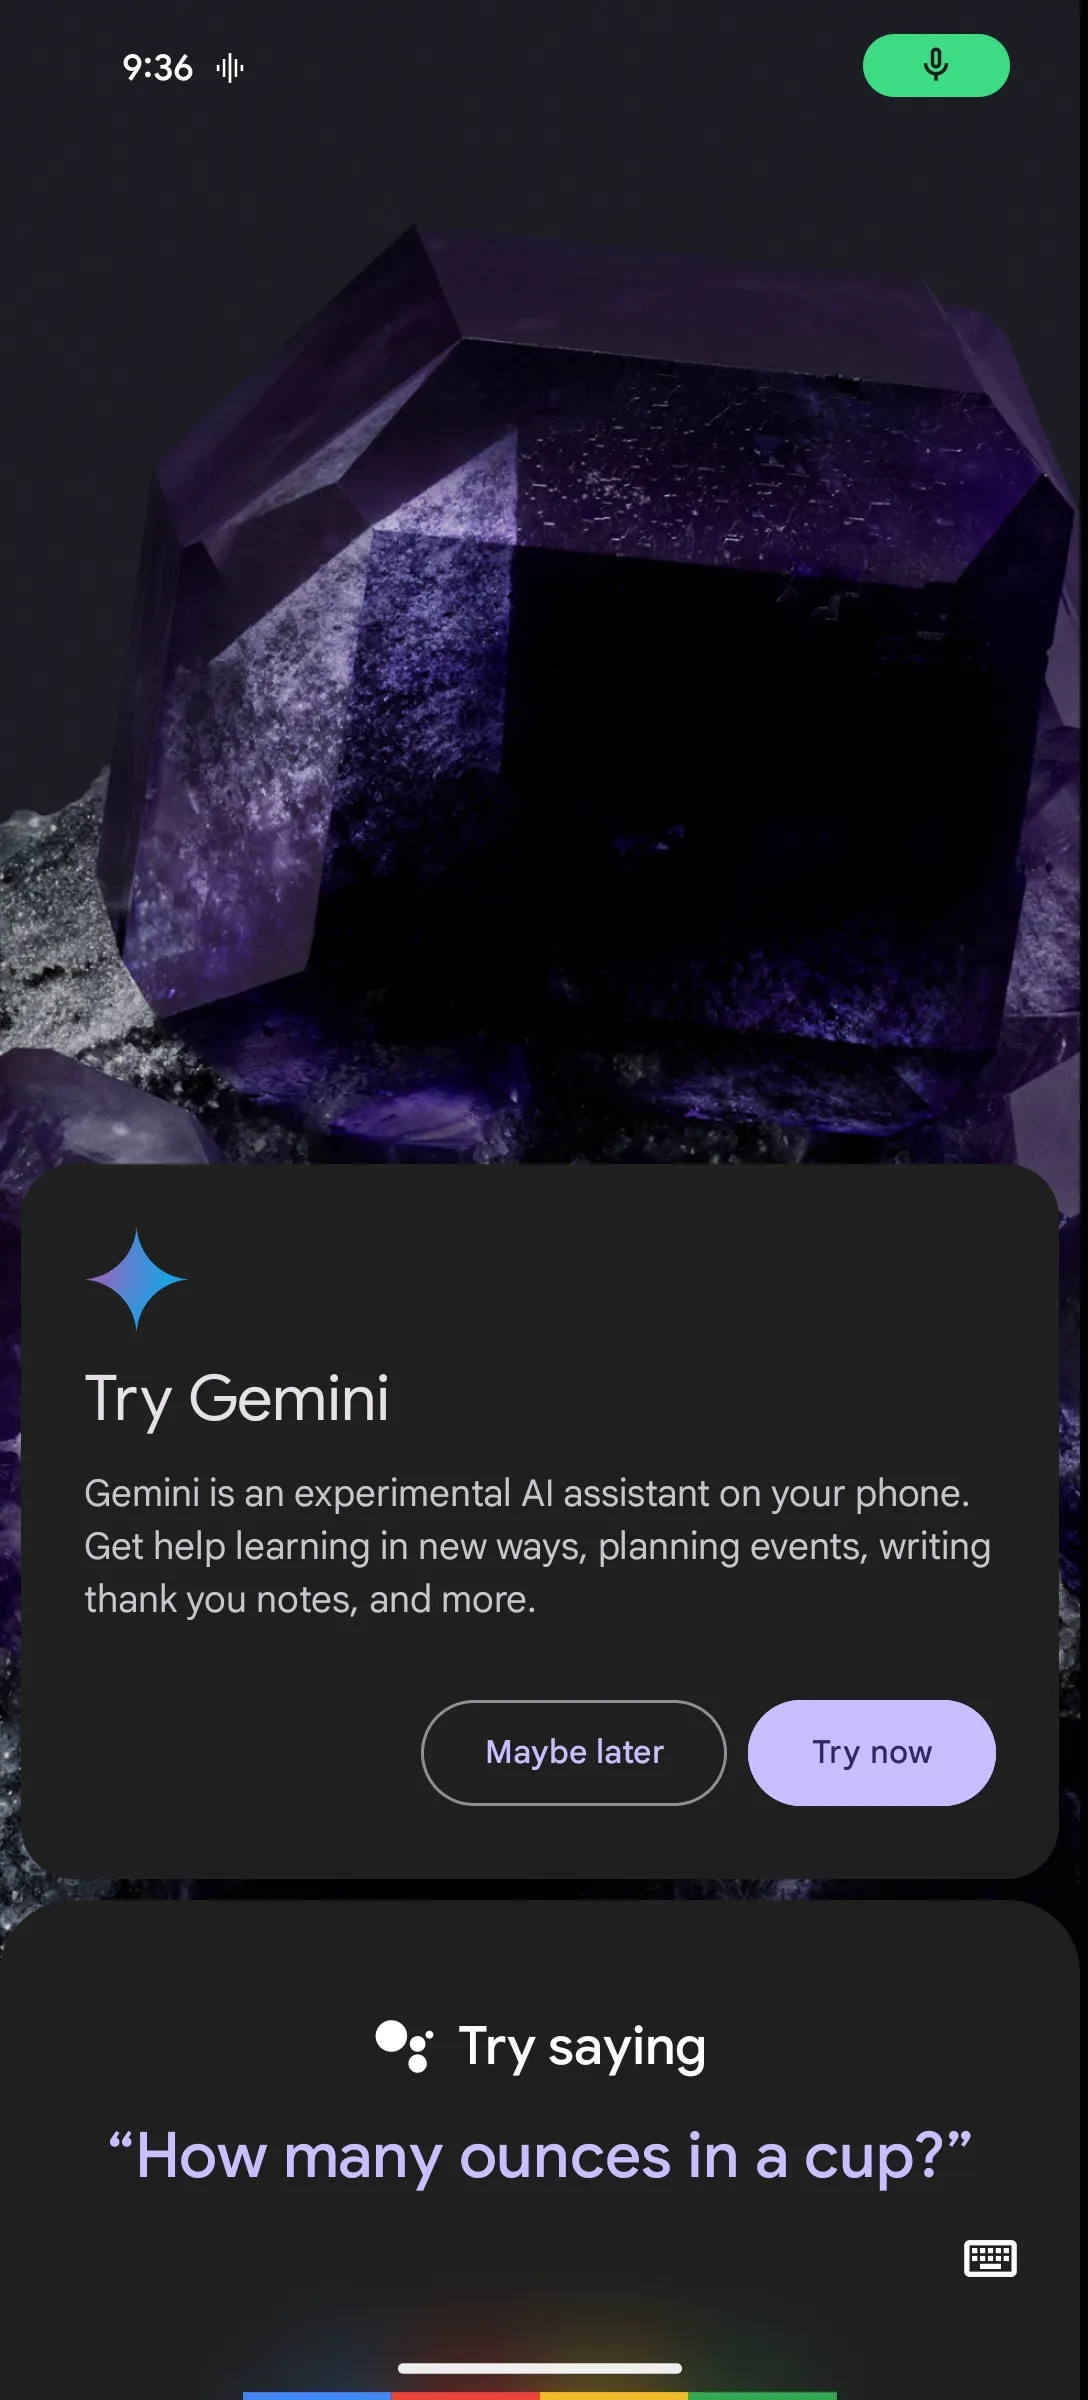 9:36
Try Gemini
Gemini is an experimental AI assistant on your phone.
Get help learning in new ways, planning events, writing
thank you notes, and more.
Maybe later
Try now
Try saying
“How many ounces in a cup?”